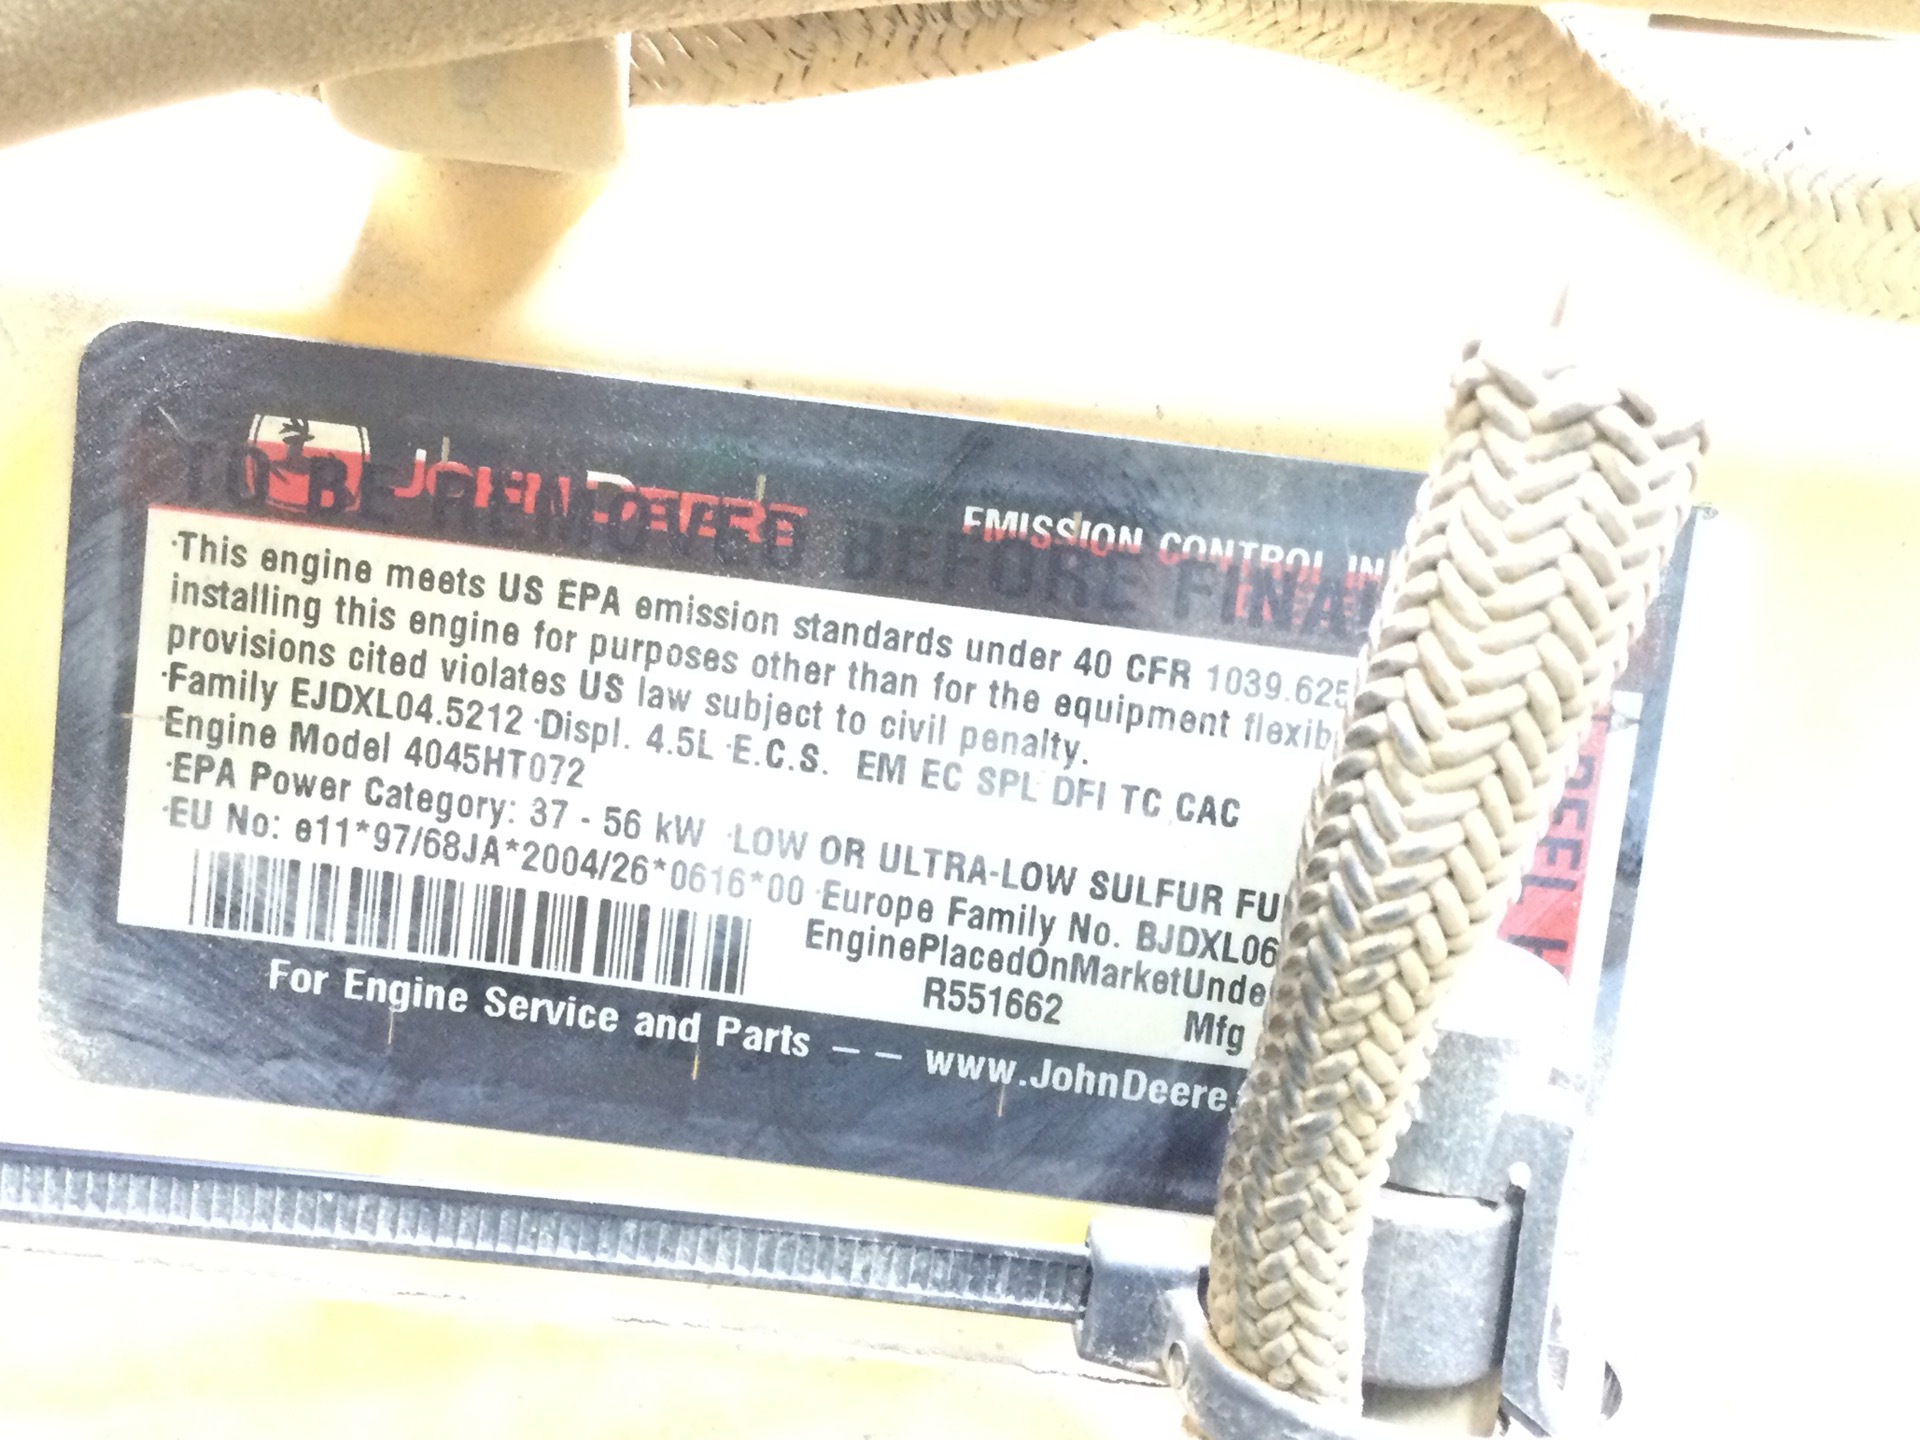 JOHN DEERE
EMISSION CONTROL
TO BE REMOVED BEFORE
·This engine meets US EPA emission standards under 40 CFR 1039.625
installing this engine for purposes other than for the equipment
provisions cited violates US law subject to civil penalty.
·Family EJDXL04.5212 ·Displ. 4.5L ·E.C.S. EM EC SPL DFI TC CAC
Engine Model 4045HT072
·EPA Power Category: 37 - 56 kW ·LOW OR ULTRA-LOW SULFUR
·EU No: e11*97/68JA*2004/26*0616*00 ·Europe Family No. BJDXL06
EnginePlacedOnMarketUnde
R551662 Mfg
For Engine Service and Parts – – www.JohnDeere.